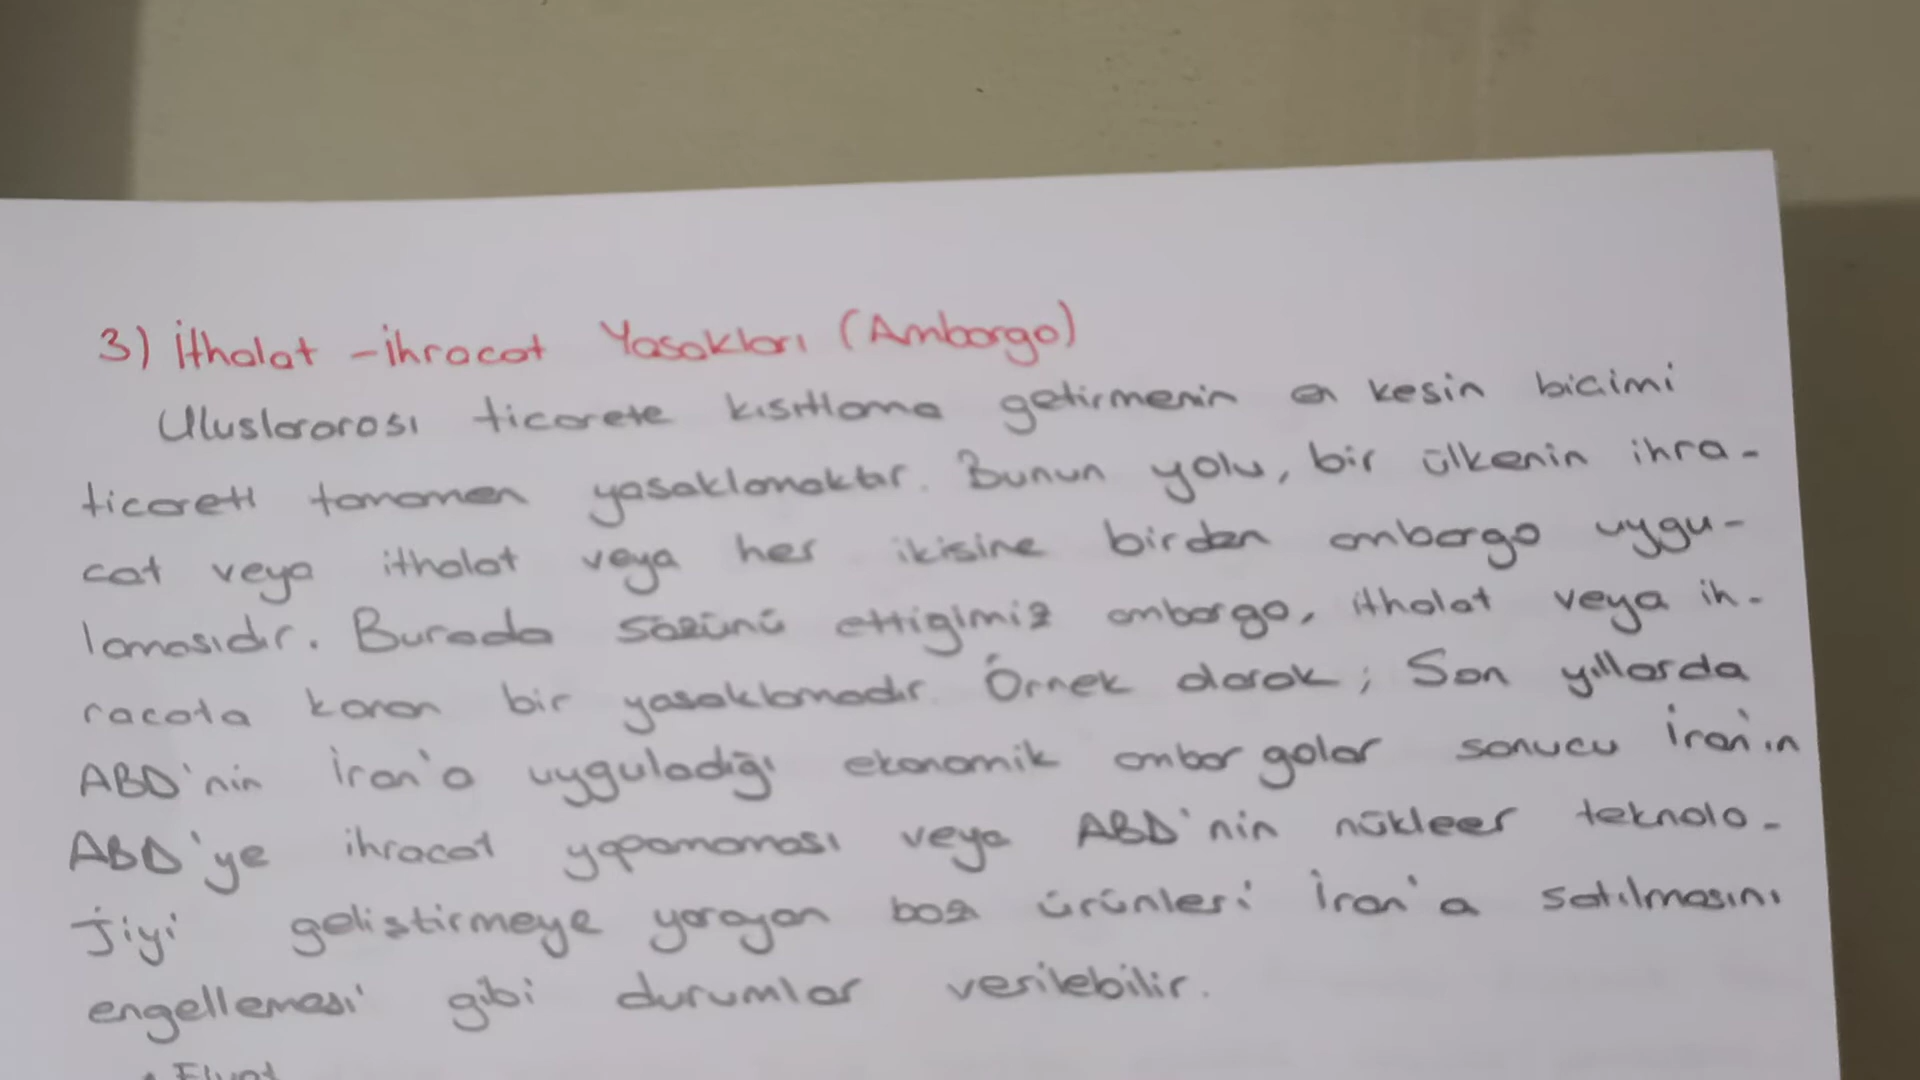 3) İthalat -ihracat Yasakları (Ambargo)
Uluslararası ticarete kısıtlama getirmenin en kesin biçimi
ticareti tamamen yasaklamaktır. Bunun yolu, bir ülkenin ihra-
cat veya ithalat veya her ikisine birden ambargo uygu-
lamasıdır. Burada sözünü ettiğimiz ambargo, ithalat veya ih-
racata konan bir yasaklamadır. Örnek olarak; Son yıllarda
ABD'nin İran'a uyguladığı ekonomik ambargolar sonucu İran'ın
ABD'ye ihracat yapamaması veya ABD'nin nükleer teknolo-
jiyi geliştirmeye yarayan bazı ürünleri İran'a satılmasını
engellemesi gibi durumlar verilebilir.